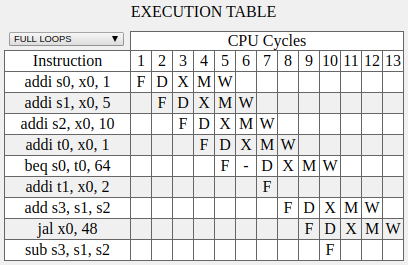 EXECUTION TABLE
FULL LOOPS CPU Cycles
Instruction 1 2 3 4 5 6 7 8 9 10 11 12 13
addi s0, x0, 1 F D X M W
addi s1, x0, 5 F D X M W
addi s2, x0, 10 F D X M W
addi t0, x0, 1 F D X M W
beq s0, t0, 64 F - D X M W
addi t1, x0, 2 F
add s3, s1, s2 F D X M W
jal x0, 48 F D X M W
sub s3, s1, s2 F